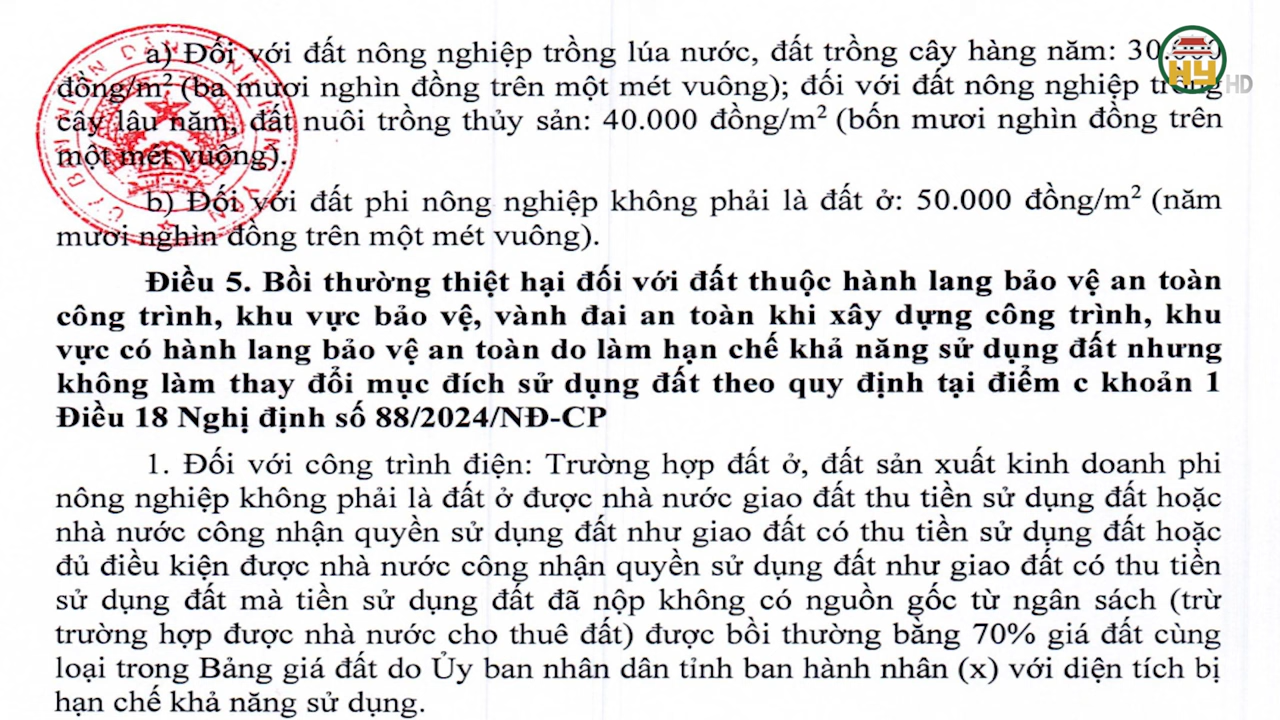 a) Đối với đất nông nghiệp trồng lúa nước, đất trồng cây hàng năm: 30.000
đồng/m² (ba mươi nghìn đồng trên một mét vuông); đối với đất nông nghiệp trồng
cây lâu năm, đất nuôi trồng thủy sản: 40.000 đồng/m² (bốn mươi nghìn đồng trên
một mét vuông).
b) Đối với đất phi nông nghiệp không phải là đất ở: 50.000 đồng/m² (năm
mươi nghìn đồng trên một mét vuông).
Điều 5. Bồi thường thiệt hại đối với đất thuộc hành lang bảo vệ an toàn
công trình, khu vực bảo vệ, vành đai an toàn khi xây dựng công trình, khu
vực có hành lang bảo vệ an toàn do làm hạn chế khả năng sử dụng đất nhưng
không làm thay đổi mục đích sử dụng đất theo quy định tại điểm c khoản 1
Điều 18 Nghị định số 88/2024/NĐ-CP
1. Đối với công trình điện: Trường hợp đất ở, đất sản xuất kinh doanh phi
nông nghiệp không phải là đất ở được nhà nước giao đất thu tiền sử dụng đất hoặc
nhà nước công nhận quyền sử dụng đất như giao đất có thu tiền sử dụng đất hoặc
đủ điều kiện được nhà nước công nhận quyền sử dụng đất như giao đất có thu tiền
sử dụng đất mà tiền sử dụng đất đã nộp không có nguồn gốc từ ngân sách (trừ
trường hợp được nhà nước cho thuê đất) được bồi thường bằng 70% giá đất cùng
loại trong Bảng giá đất do Ủy ban nhân dân tỉnh ban hành nhân (x) với diện tích bị
hạn chế khả năng sử dụng.
HY HD